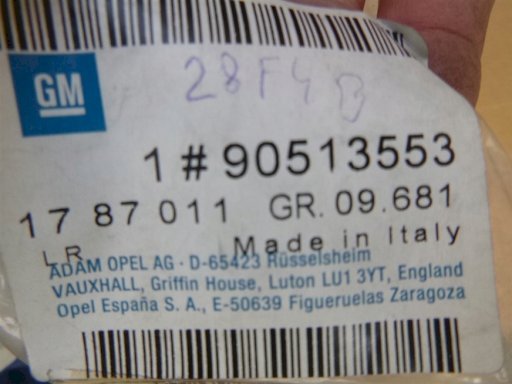 GM
28F4B
1 # 90513553
17 87 011 GR. 09.681
LR Made in Italy
ADAM OPEL AG · D-65423 Rüsselsheim
VAUXHALL, Griffin House, Luton LU1 3YT, England
Opel España S. A., E-50639 Figueruelas Zaragoza